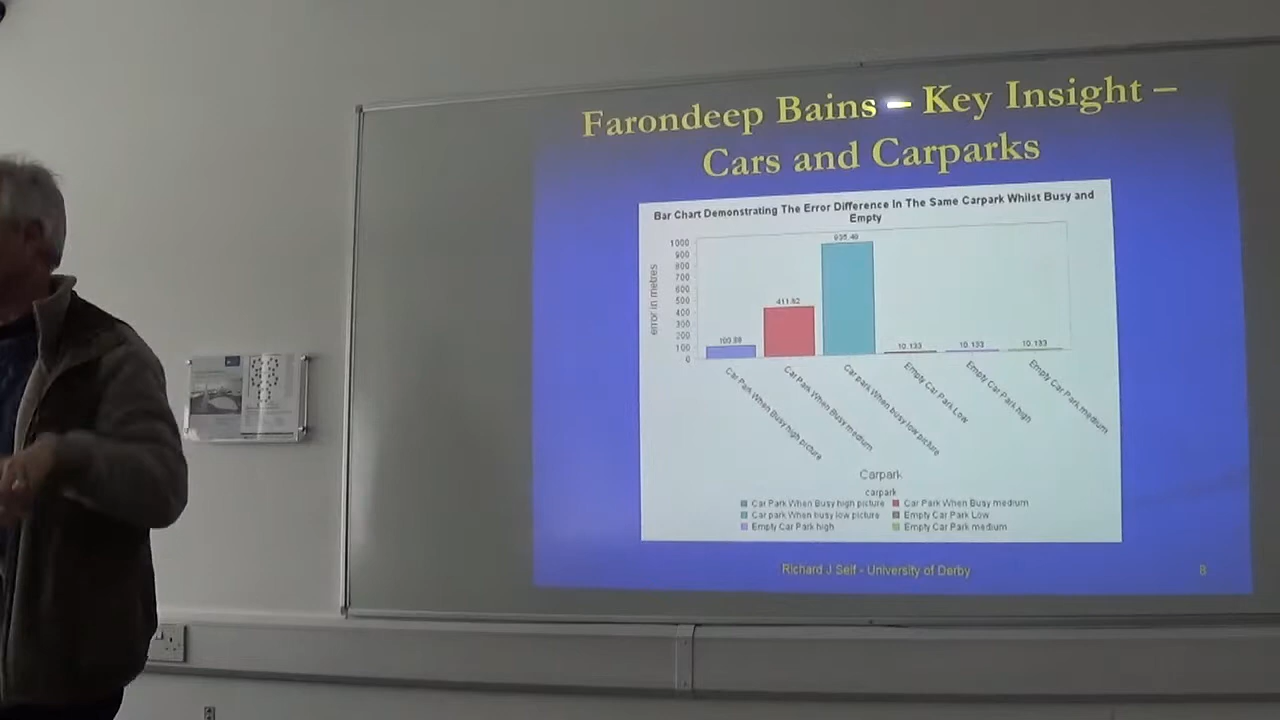 Farondeep Bains – Key Insight –
Cars and Carparks
Bar Chart Demonstrating The Error Difference In The Same Carpark Whilst Busy and
Empty
error in metres
1000
900
800
700
600
500
400
300
200
100
0
411.62
10.133
10.133
10.133
Car Park When Busy high picture
Car Park When Busy medium
Car park When busy low picture
Empty Car Park Low
Empty Car Park high
Empty Car Park medium
Carpark
carpark
Car Park When Busy high picture
Car Park When Busy medium
Car park When busy low picture
Empty Car Park Low
Empty Car Park high
Empty Car Park medium
Richard J Self - University of Derby
8